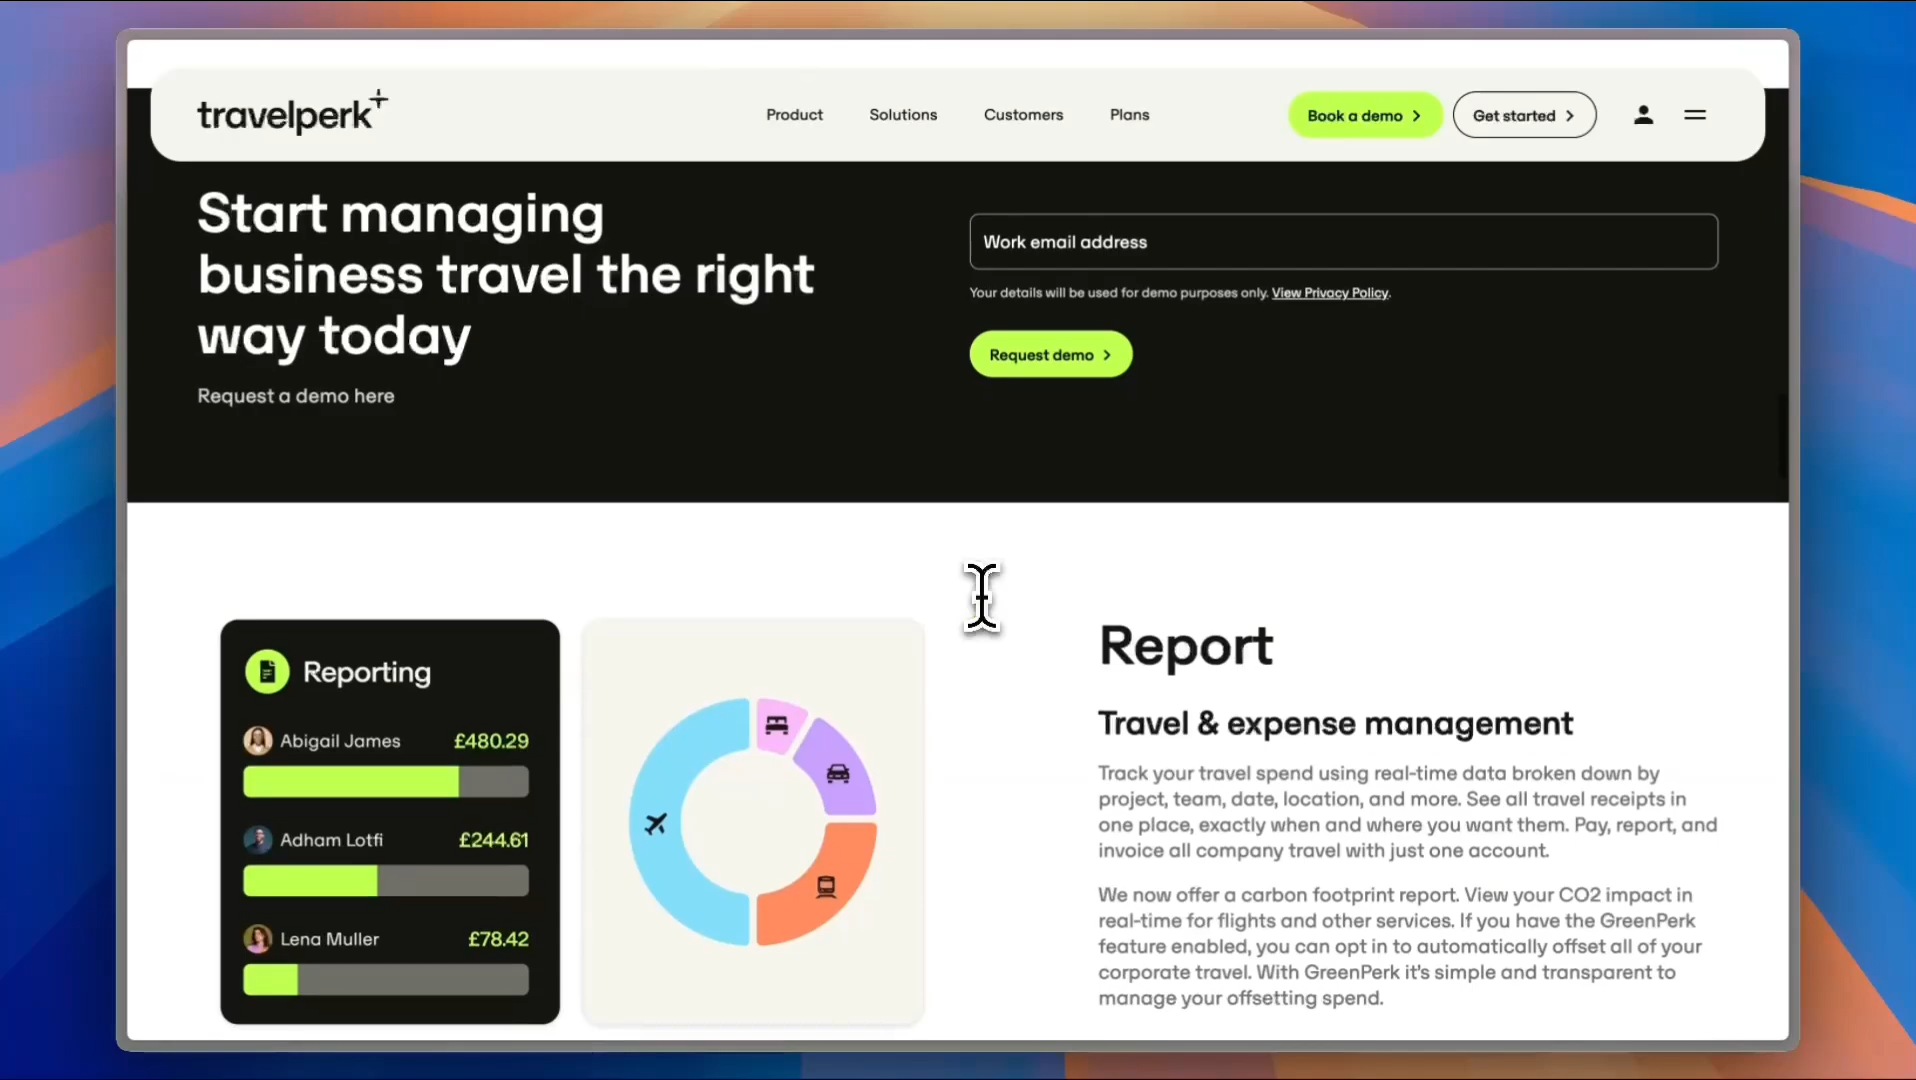 travelperk
Product
Solutions
Customers
Plans
Book a demo
Get started
Start managing
business travel the right
way today
Request a demo here
Work email address
Your details will be used for demo purposes only. View Privacy Policy.
Request demo
Reporting
Abigail James £480.29
Adham Lotfi £244.61
Lena Muller £78.42
Report
Travel & expense management
Track your travel spend using real-time data broken down by
project, team, date, location, and more. See all travel receipts in
one place, exactly when and where you want them. Pay, report, and
invoice all company travel with just one account.
We now offer a carbon footprint report. View your CO2 impact in
real-time for flights and other services. If you have the GreenPerk
feature enabled, you can opt in to automatically offset all of your
corporate travel. With GreenPerk it's simple and transparent to
manage your offsetting spend.